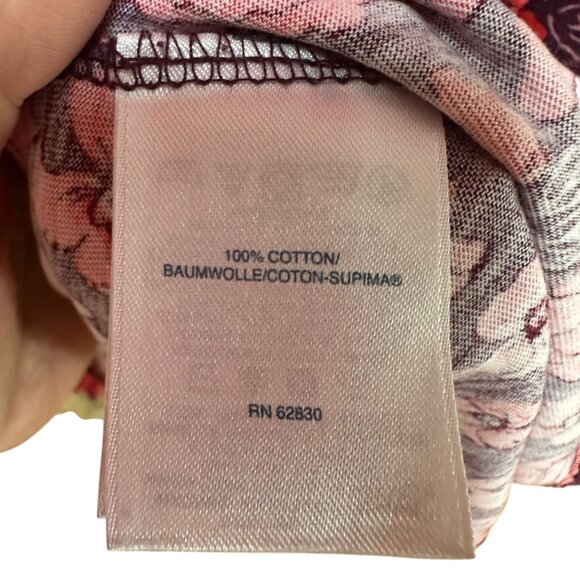 100% COTTON/
BAUMWOLLE/COTON-SUPIMA®
RN 62830